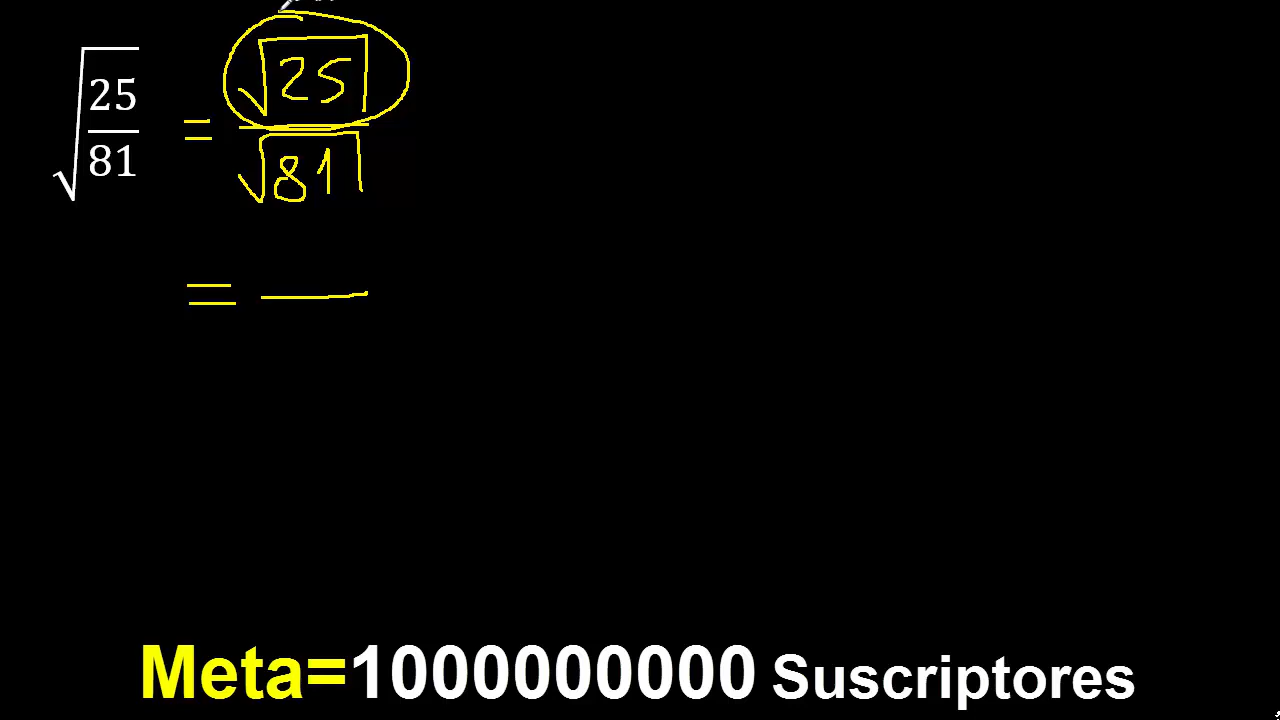 √(25/81) = √25/√81
= —
Meta=1000000000 Suscriptores